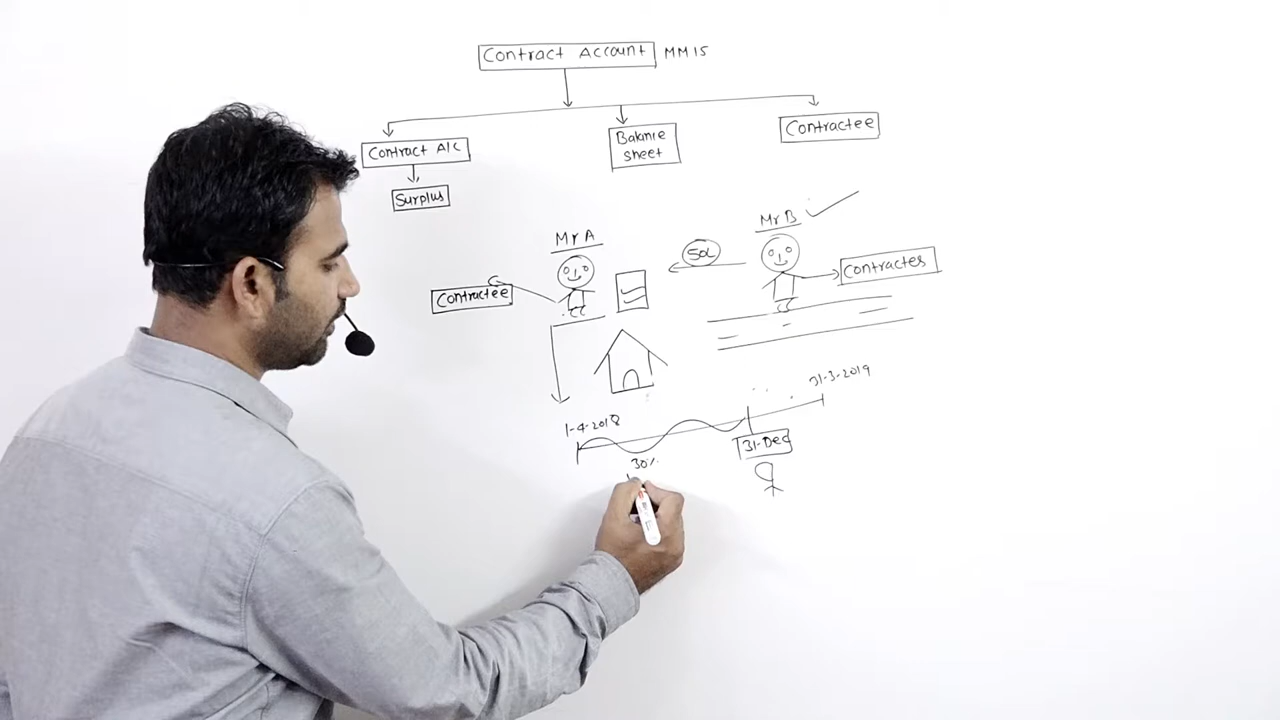 Contract Account MM15
Contract A/C
Balance
sheet
Contractee
Surplus
Mr A
Mr B
50L
Contractes
Contractee
1-4-2018
31-3-2019
31-Dec
30%